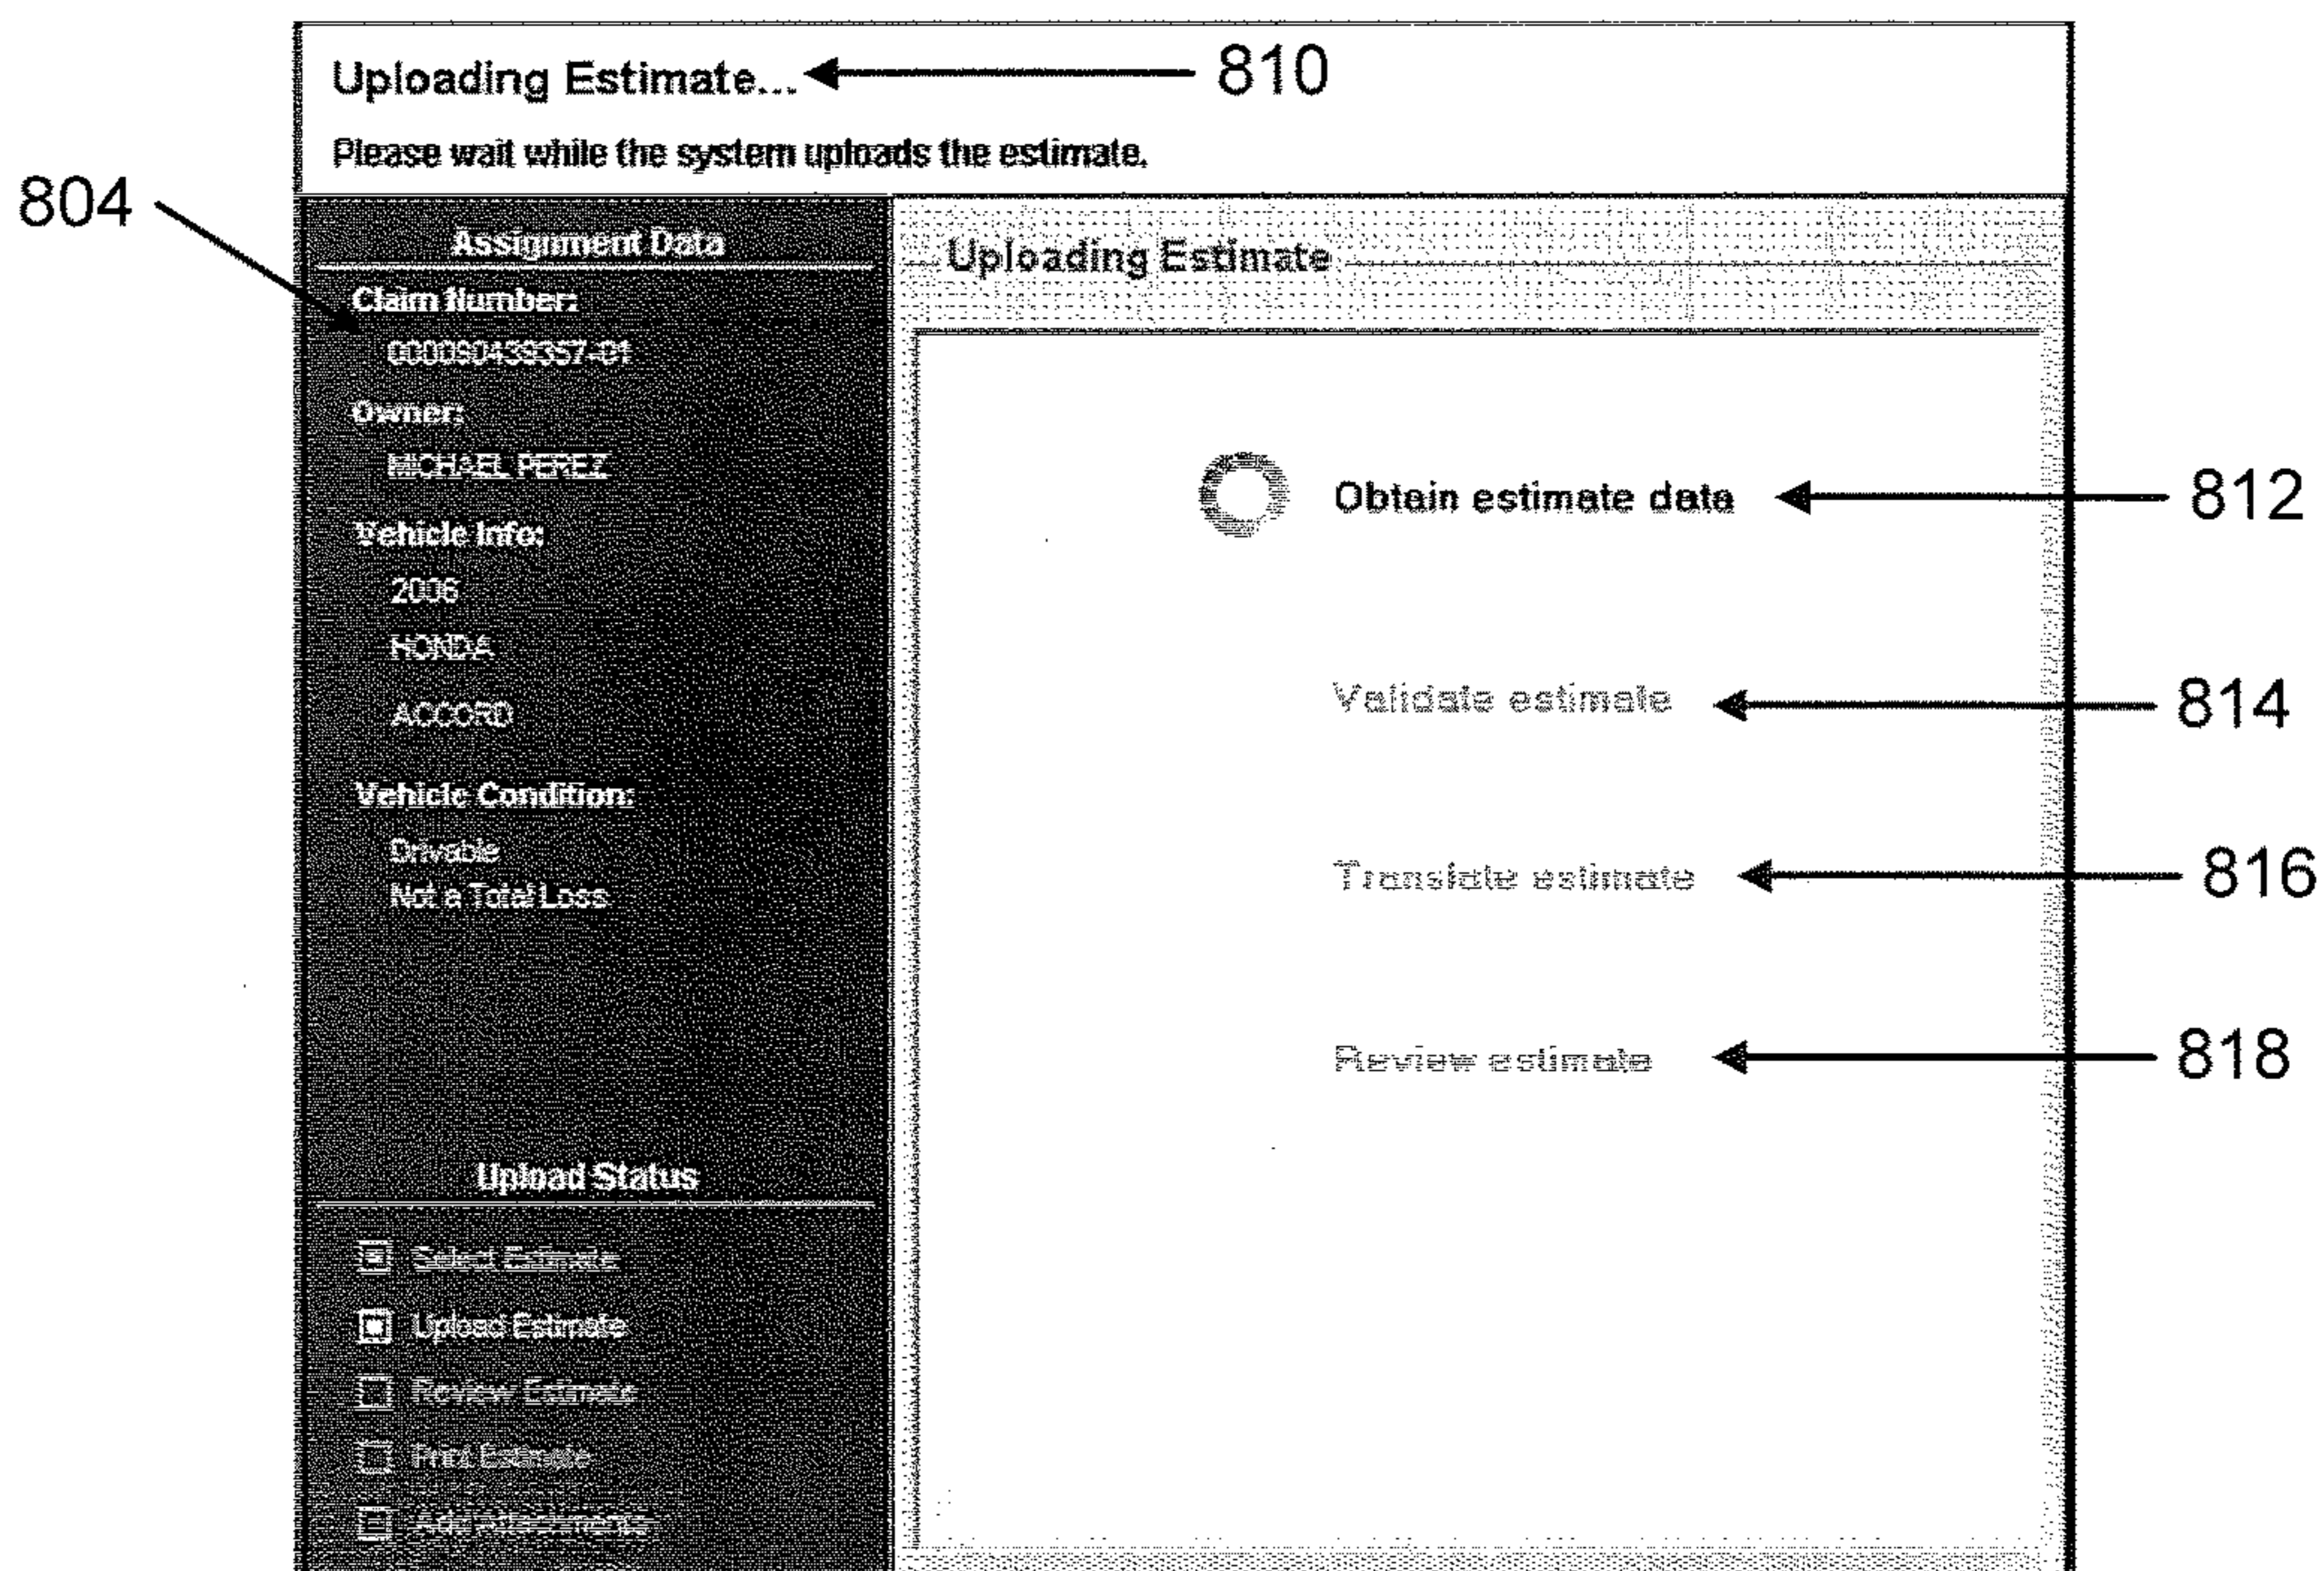 Uploading Estimate... 810
Please wait while the system uploads the estimate.
804
Assignment Data
Claim Number:
000090439357-01
Owner:
MICHAEL PEREZ
Vehicle Info:
2006
HONDA
ACCORD
Vehicle Condition:
Drivable
Not a Total Loss
Upload Status
Select Estimate
Upload Estimate
Review Estimate
Print Estimate
Add Attachments
Uploading Estimate
Obtain estimate data 812
Validate estimate 814
Translate estimate 816
Review estimate 818